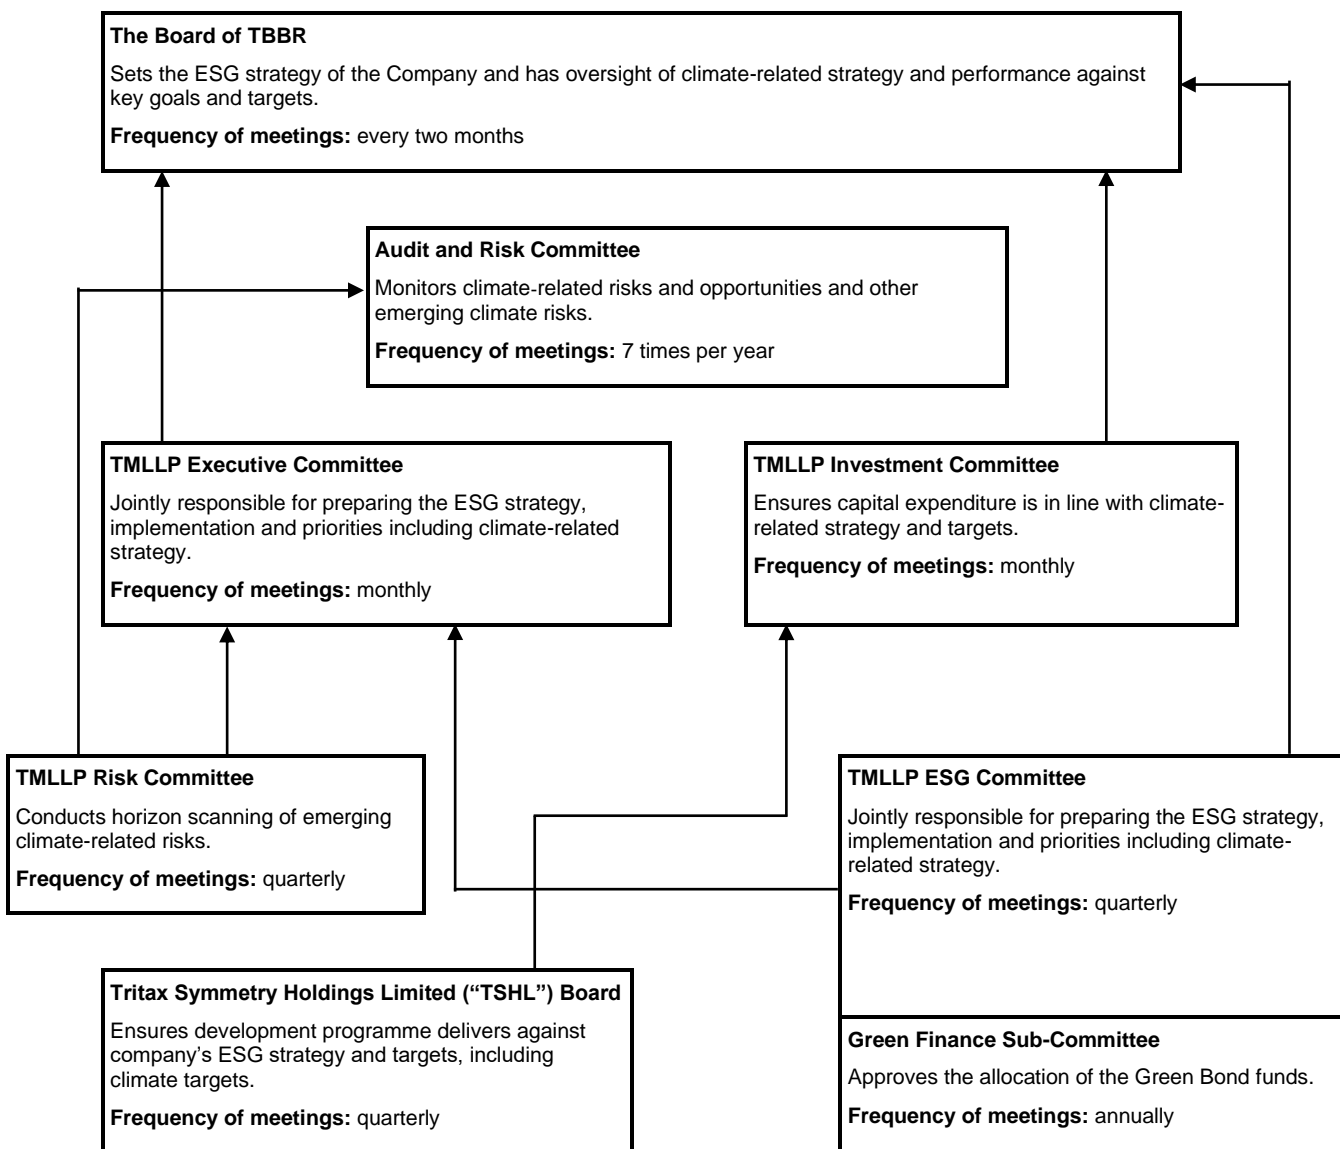 The Board of TBBR
Sets the ESG strategy of the Company and has oversight of climate-related strategy and performance against
key goals and targets.
Frequency of meetings: every two months
Audit and Risk Committee
Monitors climate-related risks and opportunities and other
emerging climate risks.
Frequency of meetings: 7 times per year
TMLLP Executive Committee
Jointly responsible for preparing the ESG strategy,
implementation and priorities including climate-related
strategy.
Frequency of meetings: monthly
TMLLP Investment Committee
Ensures capital expenditure is in line with climate-
related strategy and targets.
Frequency of meetings: monthly
TMLLP Risk Committee
Conducts horizon scanning of emerging
climate-related risks.
Frequency of meetings: quarterly
TMLLP ESG Committee
Jointly responsible for preparing the ESG strategy,
implementation and priorities including climate-
related strategy.
Frequency of meetings: quarterly
Tritax Symmetry Holdings Limited (“TSHL”) Board
Ensures development programme delivers against
company’s ESG strategy and targets, including
climate targets.
Frequency of meetings: quarterly
Green Finance Sub-Committee
Approves the allocation of the Green Bond funds.
Frequency of meetings: annually